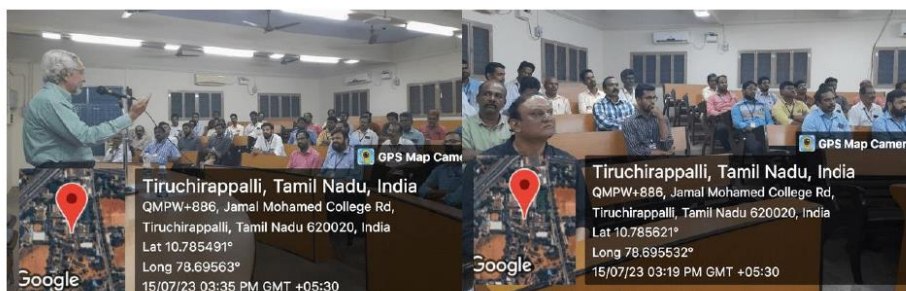 GPS Map Came
Tiruchirappalli, Tamil Nadu, India
QMPW+886, Jamal Mohamed College Rd,
Tiruchirappalli, Tamil Nadu 620020, India
Lat 10.785491°
Long 78.69563°
15/07/23 03:35 PM GMT +05:30
Google
GPS Map Camer
Tiruchirappalli, Tamil Nadu, India
QMPW+886, Jamal Mohamed College Rd,
Tiruchirappalli, Tamil Nadu 620020, India
Lat 10.785621°
Long 78.695532°
15/07/23 03:19 PM GMT +05:30
Google